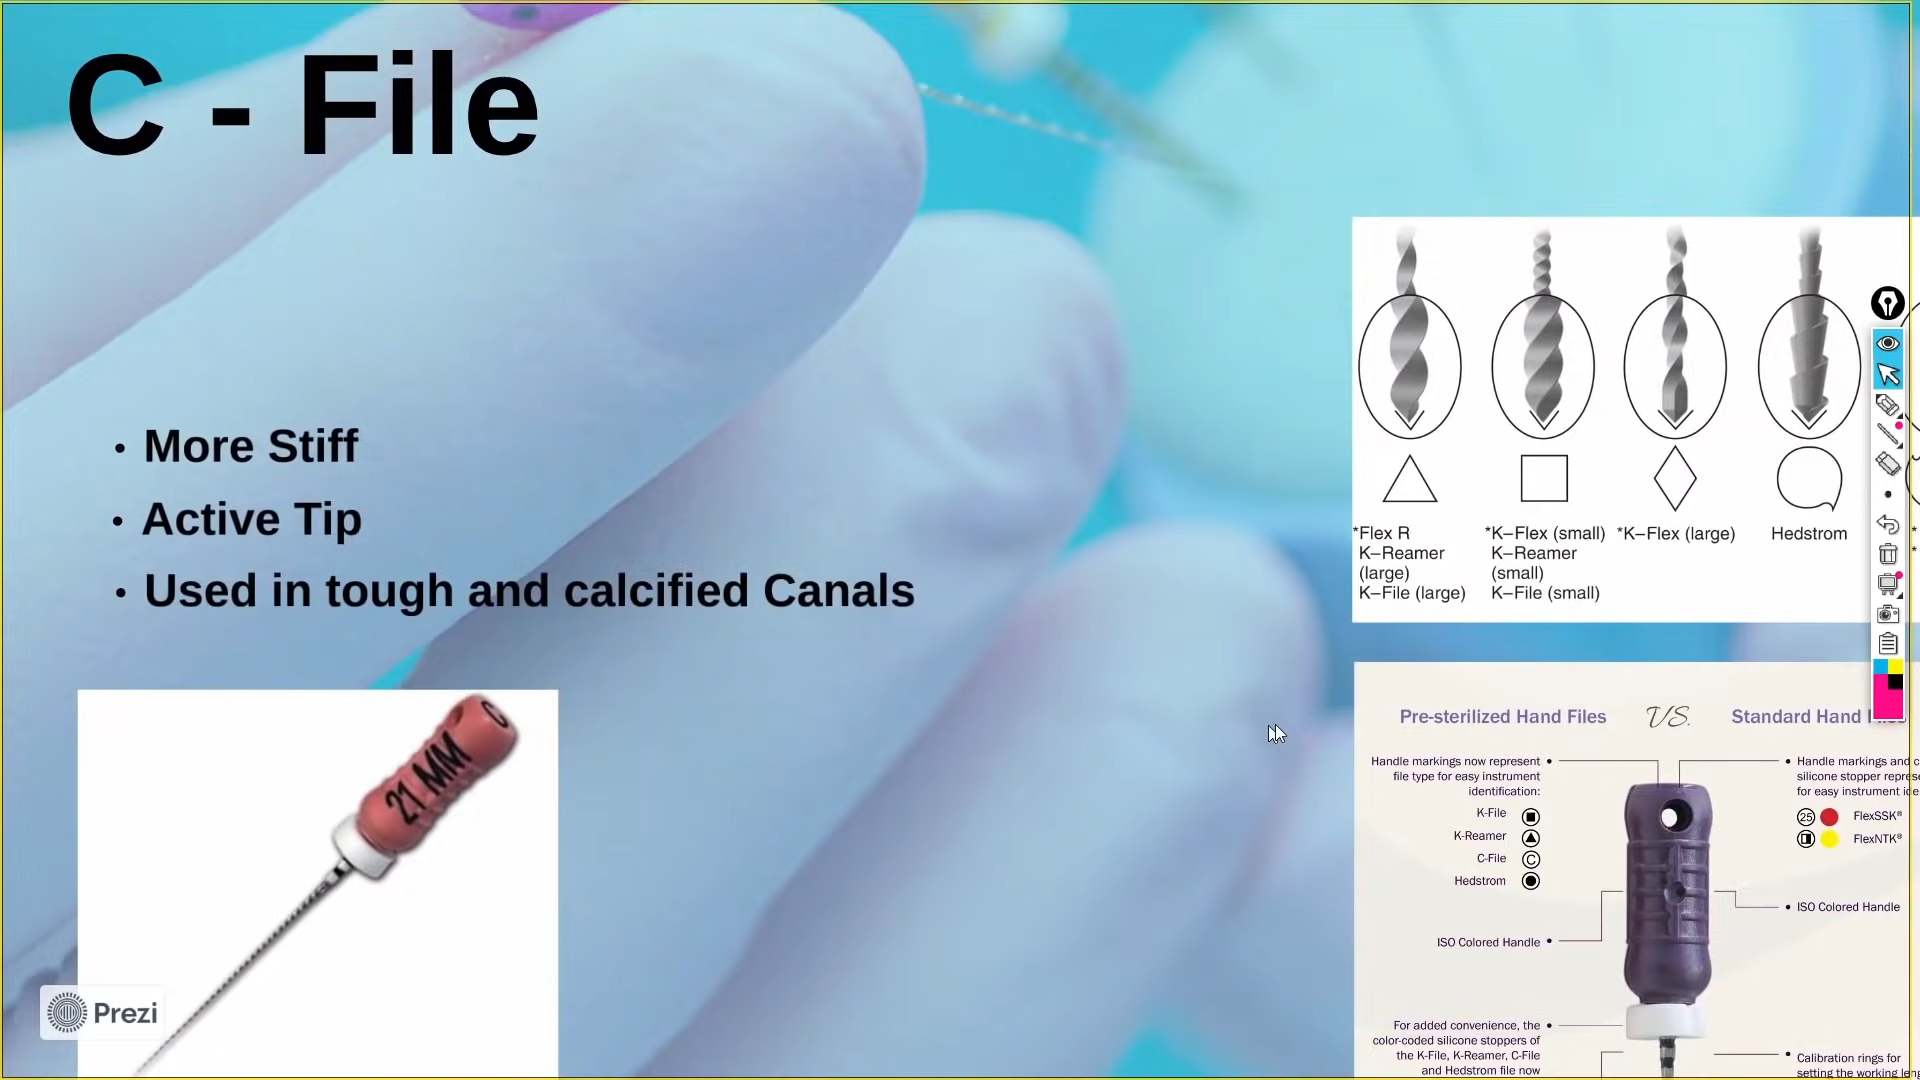 C - File
• More Stiff
• Active Tip
• Used in tough and calcified Canals
21 MM
C
Prezi
*Flex R
K–Reamer
(large)
K–File (large)
*K–Flex (small)
K–Reamer
(small)
K–File (small)
*K–Flex (large)
Hedstrom
*
*
Pre-sterilized Hand Files
VS.
Standard Hand
Handle markings now represent
file type for easy instrument
identification:
K-File
K-Reamer
C-File
C
Hedstrom
ISO Colored Handle
For added convenience, the
color-coded silicone stoppers of
the K-File, K-Reamer, C-File
and Hedstrom file now
Handle markings and
silicone stopper
for easy instrument
25
FlexSSK®
FlexNTK®
ISO Colored Handle
Calibration rings for
setting the working